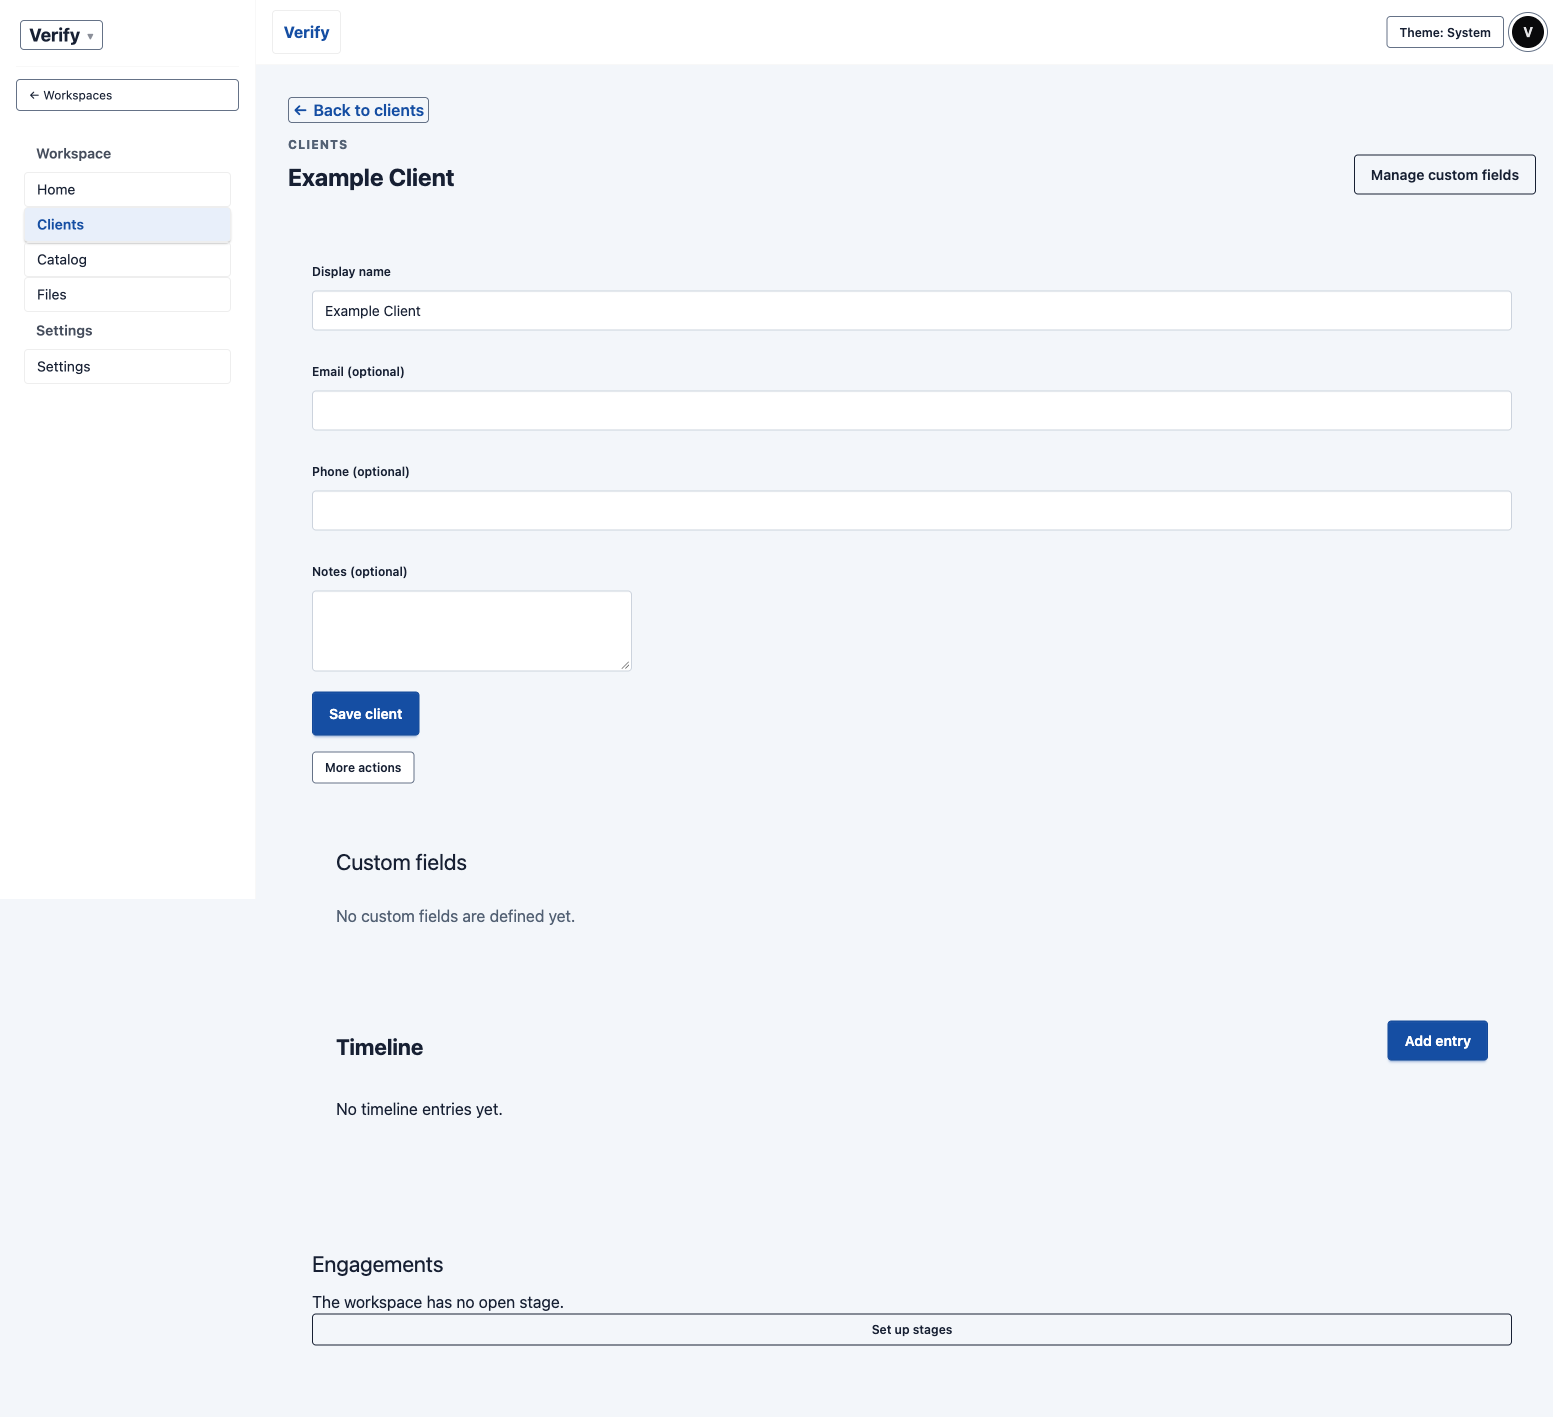 Verify ▾
← Workspaces
Workspace
Home
Clients
Catalog
Files
Settings
Settings
Verify
Theme: System
V
← Back to clients
CLIENTS
Example Client
Manage custom fields
Display name
Example Client
Email (optional)
Phone (optional)
Notes (optional)
Save client
More actions
Custom fields
No custom fields are defined yet.
Timeline
Add entry
No timeline entries yet.
Engagements
The workspace has no open stage.
Set up stages